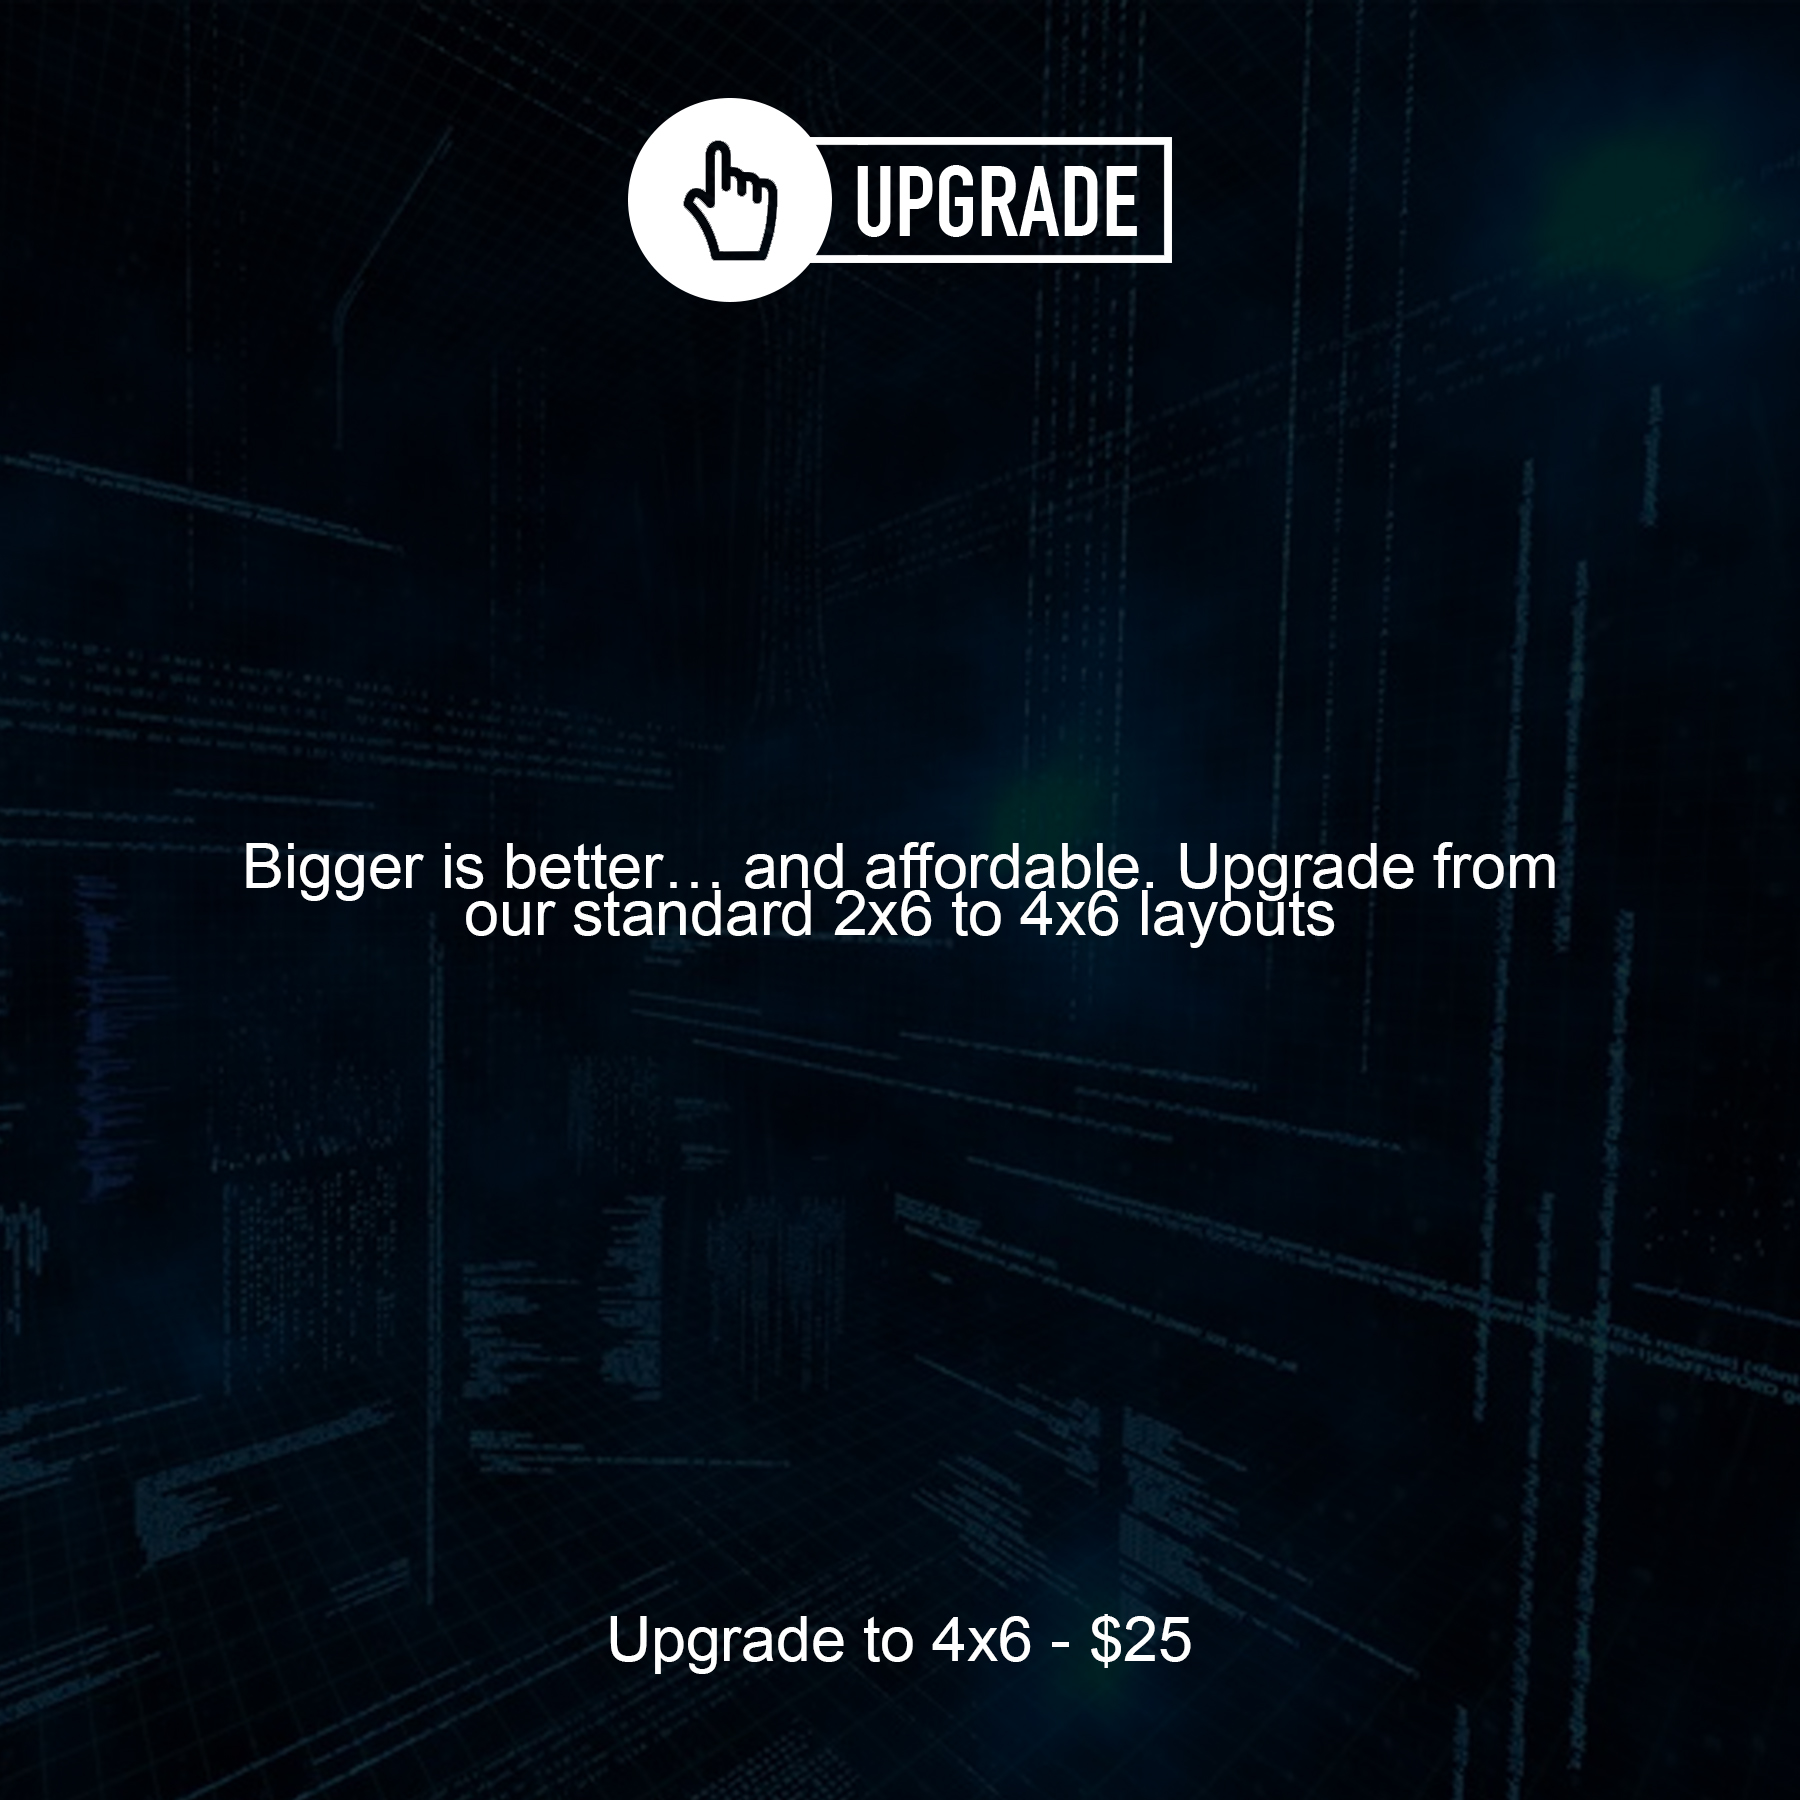 UPGRADE
Bigger is better… and affordable. Upgrade from
our standard 2x6 to 4x6 layouts
Upgrade to 4x6 - $25